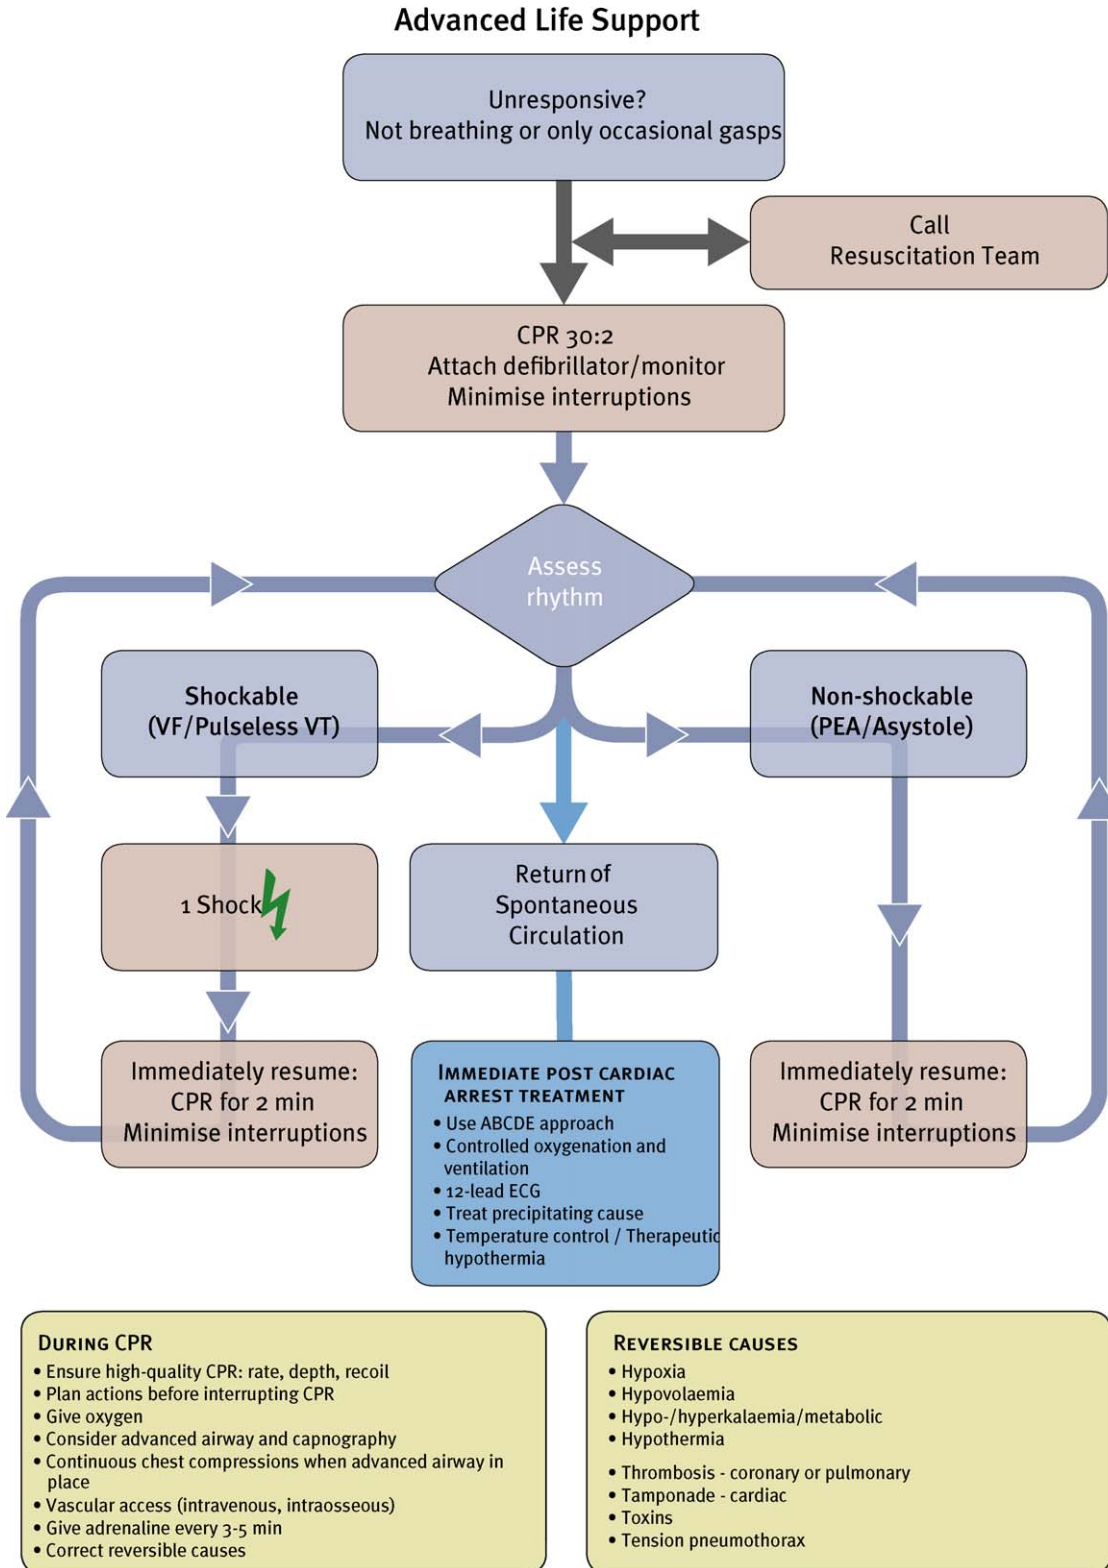 Advanced Life Support
Unresponsive?
Not breathing or only occasional gasps
Call
Resuscitation Team
CPR 30:2
Attach defibrillator/monitor
Minimise interruptions
Assess
rhythm
Shockable
(VF/Pulseless VT)
Non-shockable
(PEA/Asystole)
1 Shock
Return of
Spontaneous
Circulation
Immediately resume:
CPR for 2 min
Minimise interruptions
IMMEDIATE POST CARDIAC
ARREST TREATMENT
• Use ABCDE approach
• Controlled oxygenation and
ventilation
• 12-lead ECG
• Treat precipitating cause
• Temperature control / Therapeutic
hypothermia
Immediately resume:
CPR for 2 min
Minimise interruptions
DURING CPR
• Ensure high-quality CPR: rate, depth, recoil
• Plan actions before interrupting CPR
• Give oxygen
• Consider advanced airway and capnography
• Continuous chest compressions when advanced airway in
place
• Vascular access (intravenous, intraosseous)
• Give adrenaline every 3-5 min
• Correct reversible causes
REVERSIBLE CAUSES
• Hypoxia
• Hypovolaemia
• Hypo-/hyperkalaemia/metabolic
• Hypothermia
• Thrombosis - coronary or pulmonary
• Tamponade - cardiac
• Toxins
• Tension pneumothorax